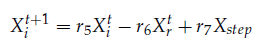 $X_i^{t+1} = r_5 X_i^t - r_6 X_r^t + r_7 X_{step}$